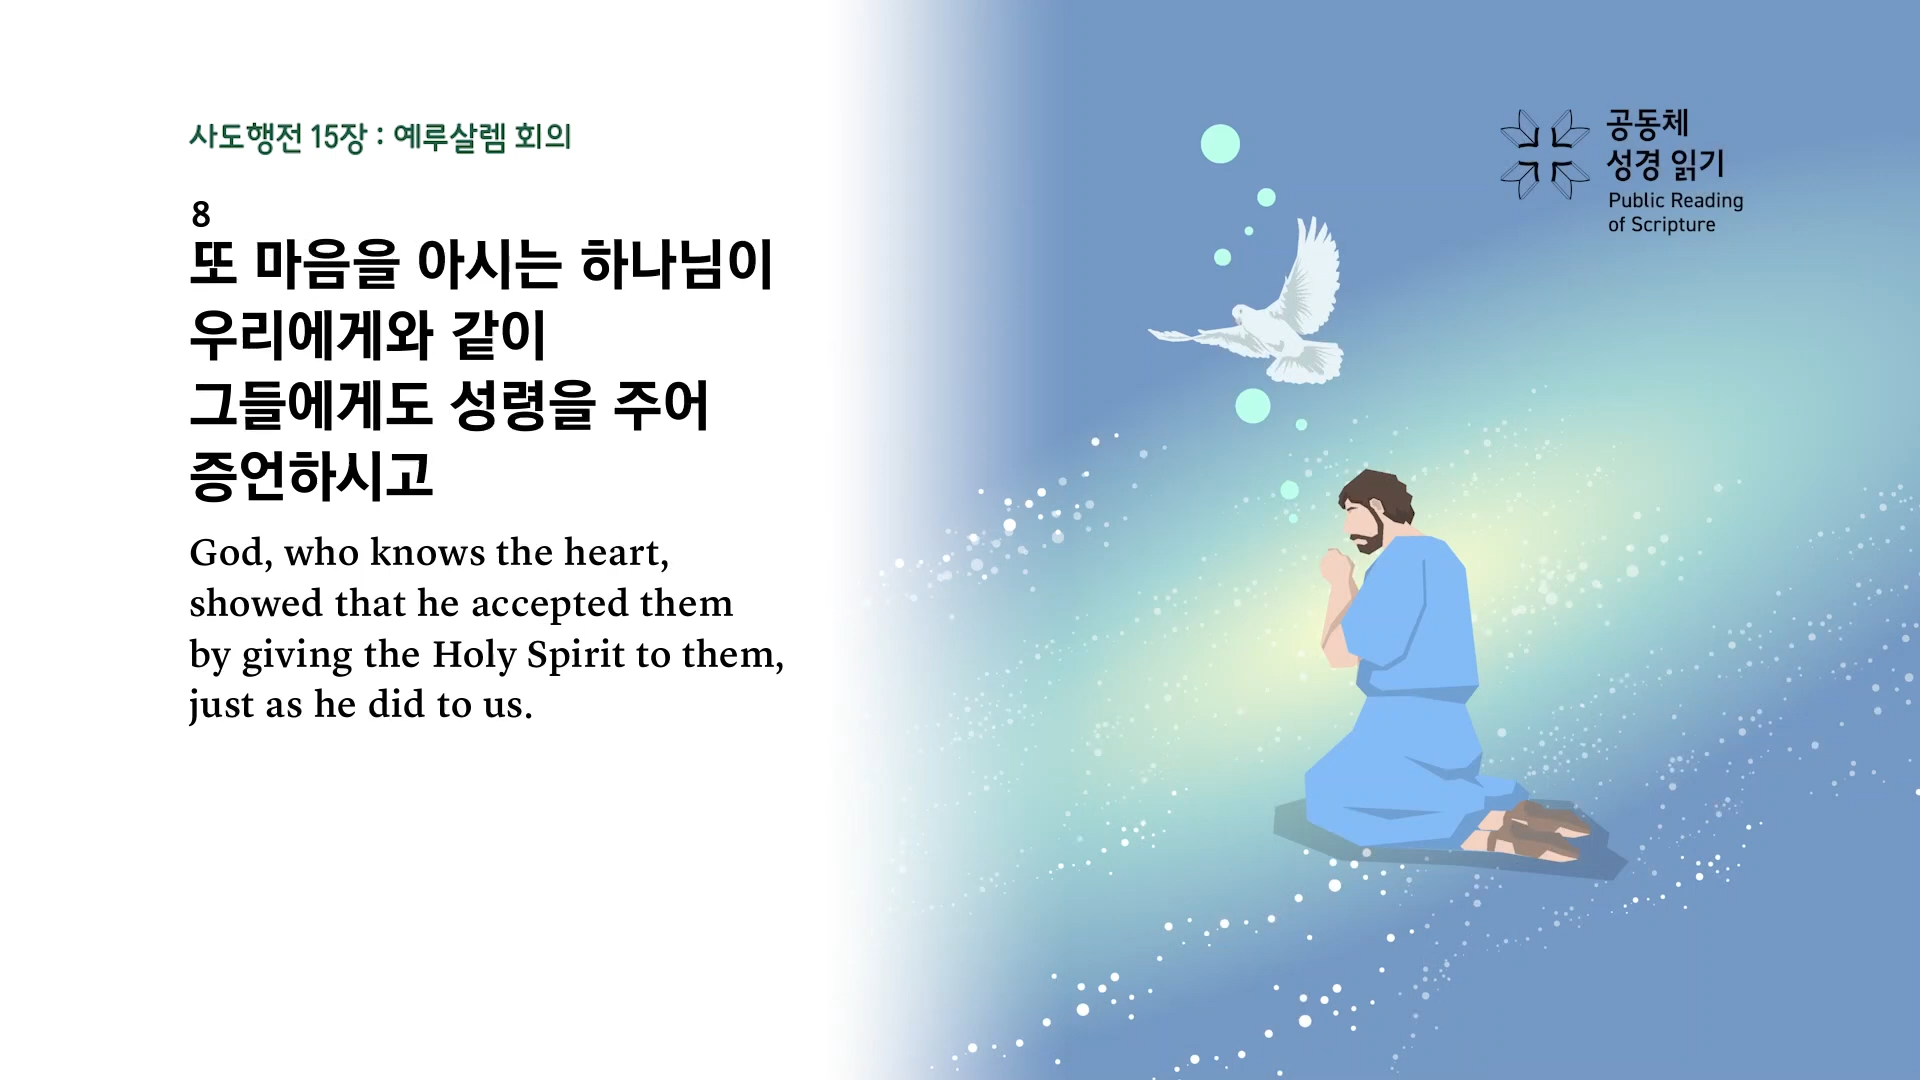 사도행전 15장 : 예루살렘 회의
8
또 마음을 아시는 하나님이
우리에게와 같이
그들에게도 성령을 주어
증언하시고
God, who knows the heart,
showed that he accepted them
by giving the Holy Spirit to them,
just as he did to us.
공동체
성경 읽기
Public Reading
of Scripture